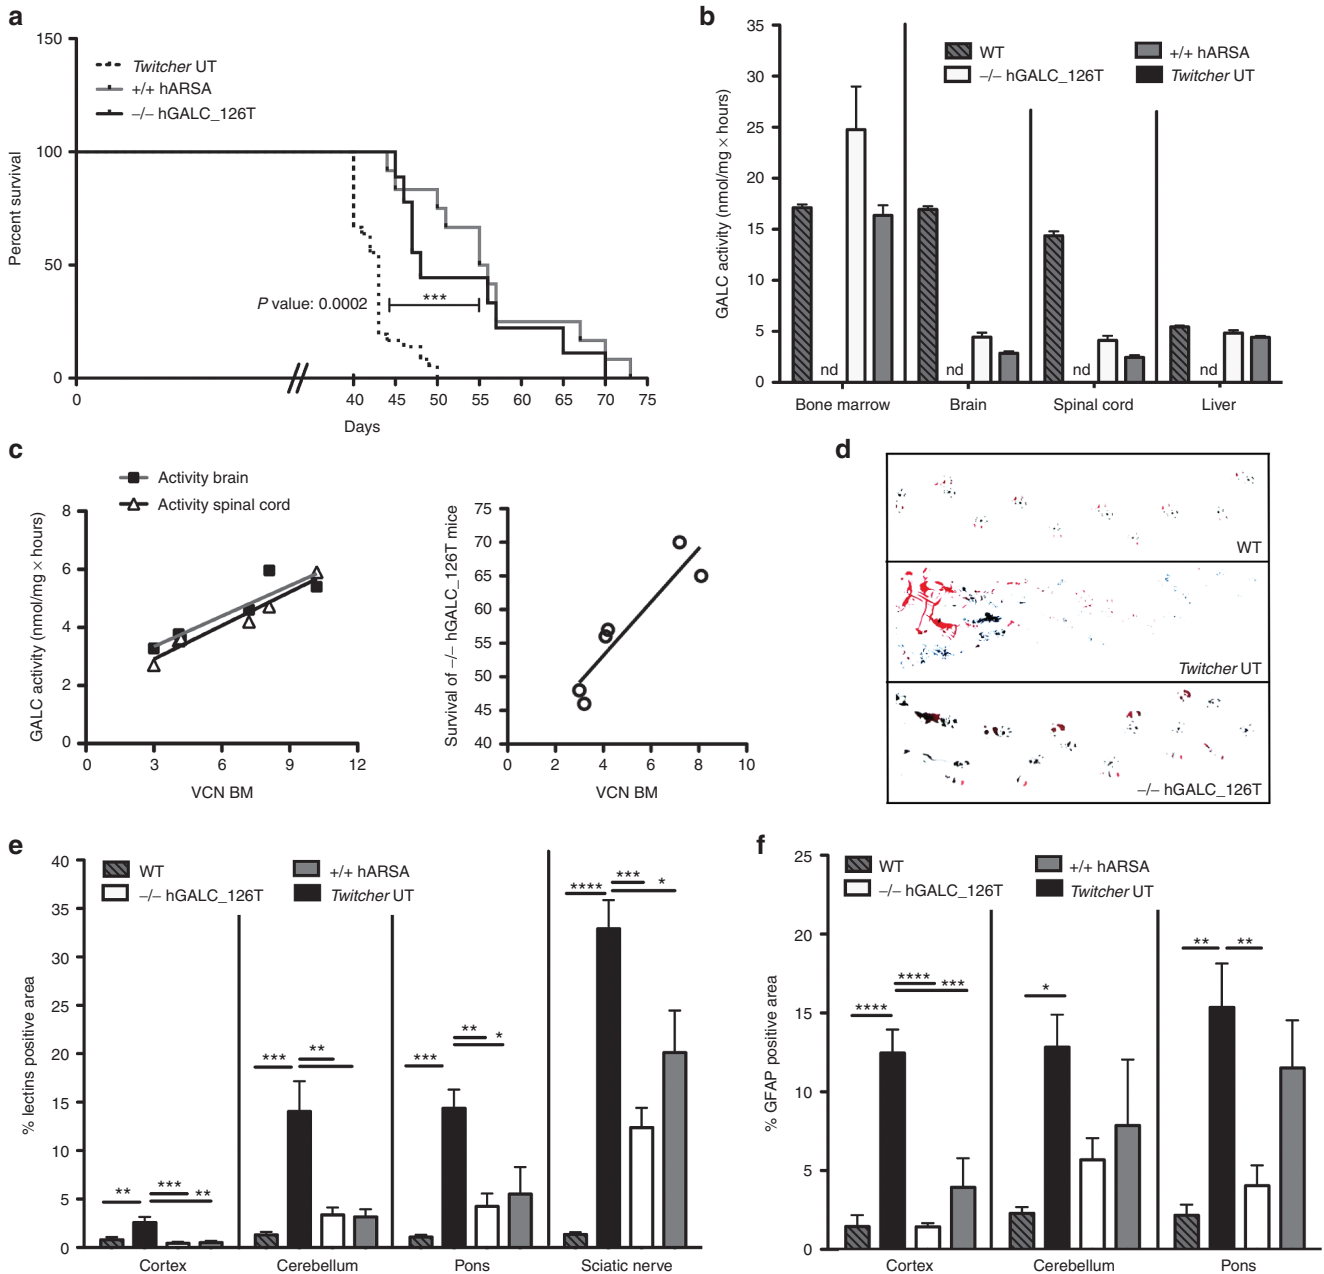 a
150
100
50
0
Percent survival
Twitcher UT
+/+ hARSA
–/– hGALC_126T
P value: 0.0002
***
0 40 45 50 55 60 65 70 75
Days
b
35
30
25
20
15
10
5
0
GALC activity (nmol/mg × hours)
WT
–/– hGALC_126T
+/+ hARSA
Twitcher UT
nd nd nd nd
Bone marrow Brain Spinal cord Liver
c
Activity brain
Activity spinal cord
8
6
4
2
0
GALC activity (nmol/mg × hours)
0 3 6 9 12
VCN BM
75
70
65
60
55
50
45
40
Survival of –/– hGALC_126T mice
0 2 4 6 8 10
VCN BM
d
WT
Twitcher UT
–/– hGALC_126T
e
40
35
30
25
20
15
10
5
0
% lectins positive area
WT
–/– hGALC_126T
+/+ hARSA
Twitcher UT
** *** **
*** **
*** ** *
**** *** *
Cortex Cerebellum Pons Sciatic nerve
f
25
20
15
10
5
0
% GFAP positive area
WT
–/– hGALC_126T
+/+ hARSA
Twitcher UT
**** **** ***
*
** **
Cortex Cerebellum Pons